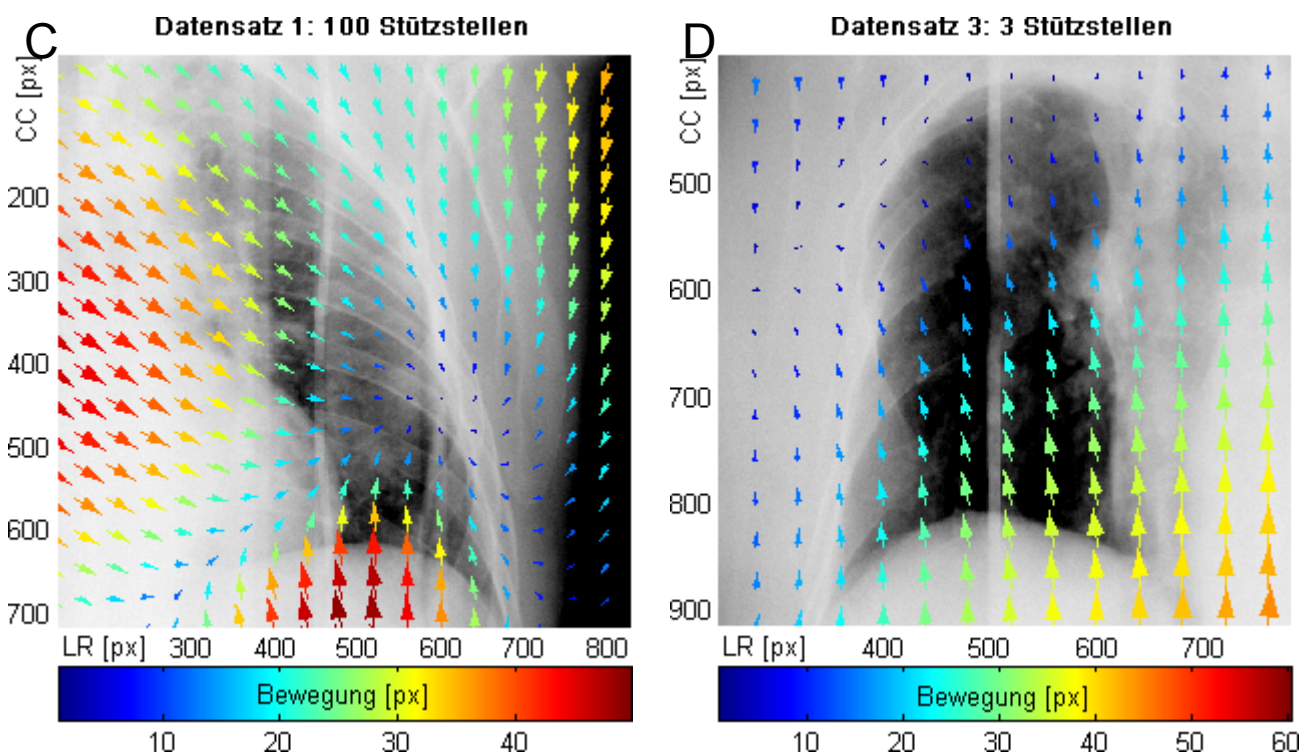 C Datensatz 1: 100 Stützstellen
CC [px]
200
300
400
500
600
700
LR [px] 300 400 500 600 700 800
Bewegung [px]
10 20 30 40
D Datensatz 3: 3 Stützstellen
CC [px]
500
600
700
800
900
LR [px] 400 500 600 700
Bewegung [px]
10 20 30 40 50 60